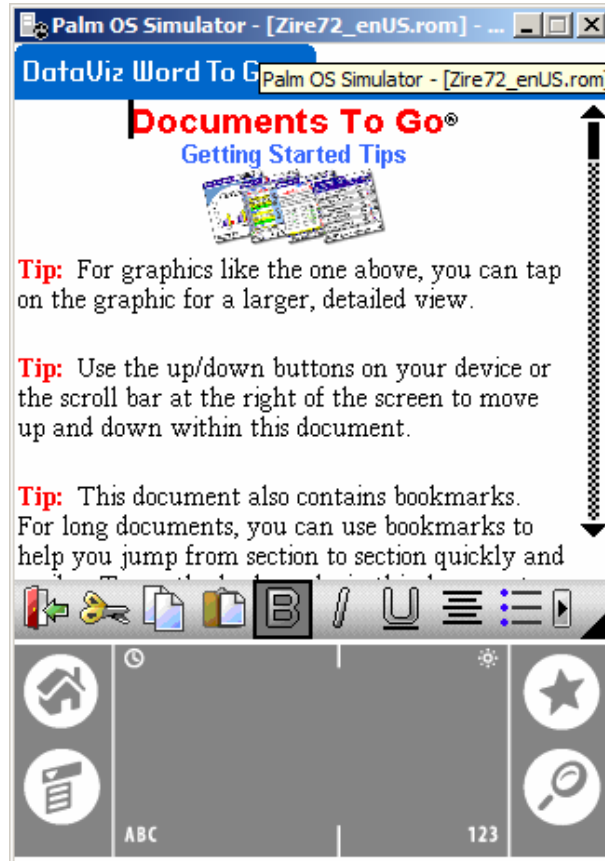 Palm OS Simulator - [Zire72_enUS.rom] - ...
DataViz Word To G
Palm OS Simulator - [Zire72_enUS.rom]
Documents To Go®
Getting Started Tips
Tip: For graphics like the one above, you can tap
on the graphic for a larger, detailed view.
Tip: Use the up/down buttons on your device or
the scroll bar at the right of the screen to move
up and down within this document.
Tip: This document also contains bookmarks.
For long documents, you can use bookmarks to
help you jump from section to section quickly and
B I U
ABC 123